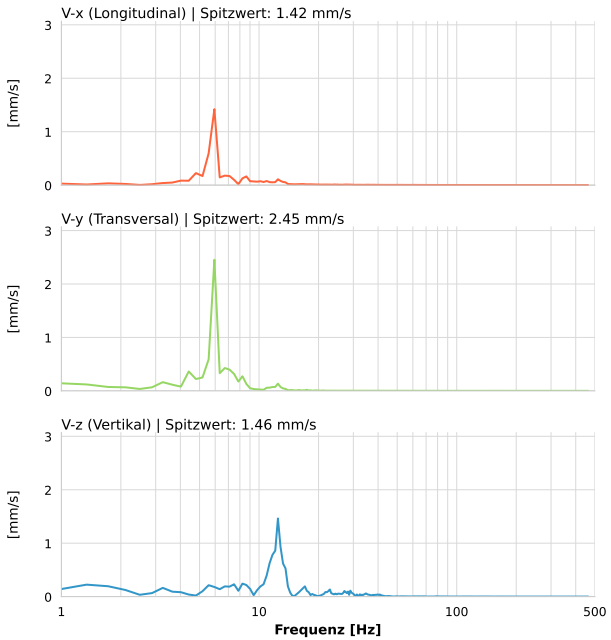 V-x (Longitudinal) | Spitzwert: 1.42 mm/s
3
2
1
0
[mm/s]
V-y (Transversal) | Spitzwert: 2.45 mm/s
3
2
1
0
[mm/s]
V-z (Vertikal) | Spitzwert: 1.46 mm/s
3
2
1
0
[mm/s]
1 10 100 500
Frequenz [Hz]